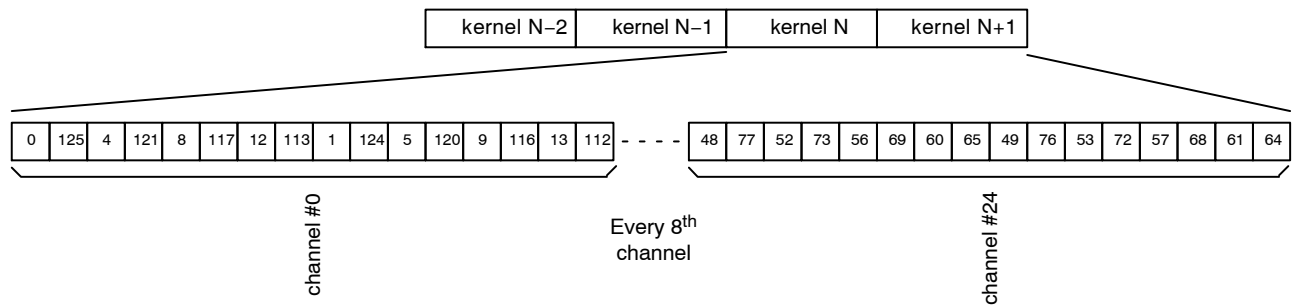 kernel N−2 kernel N−1 kernel N kernel N+1
0 125 4 121 8 117 12 113 1 124 5 120 9 116 13 112 - - - - - 48 77 52 73 56 69 60 65 49 76 53 72 57 68 61 64
channel #0
Every 8th
channel
channel #24